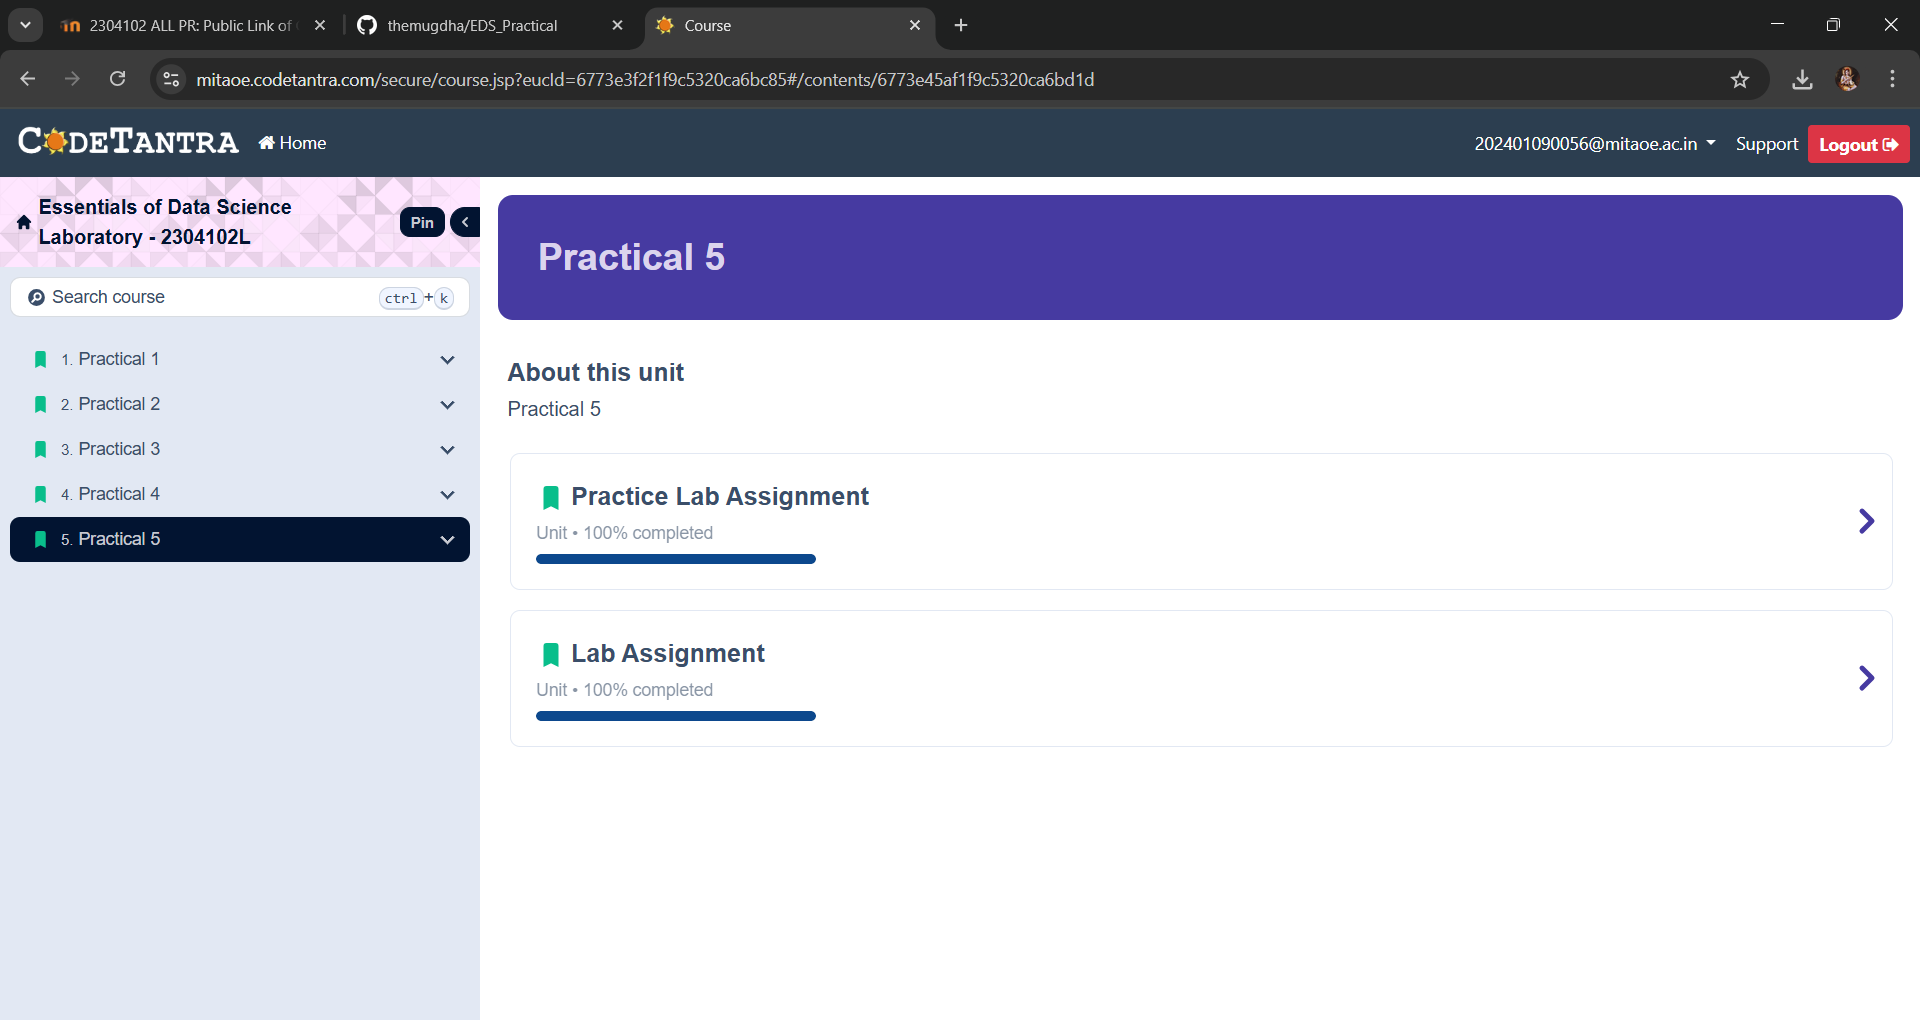 2304102 ALL PR: Public Link of
themugdha/EDS_Practical
Course
mitaoe.codetantra.com/secure/course.jsp?eucId=6773e3f2f1f9c5320ca6bc85#/contents/6773e45af1f9c5320ca6bd1d
CODETANTRA
Home
202401090056@mitaoe.ac.in
Support
Logout
Essentials of Data Science
Laboratory - 2304102L
Pin
Search course
ctrl+k
1. Practical 1
2. Practical 2
3. Practical 3
4. Practical 4
5. Practical 5
Practical 5
About this unit
Practical 5
Practice Lab Assignment
Unit • 100% completed
Lab Assignment
Unit • 100% completed